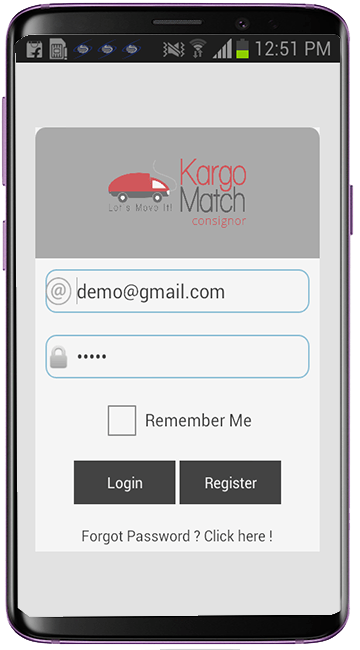 12:51 PM
Kargo
Let's Move It!
Match
consignor
@
demo@gmail.com
•••••
Remember Me
Login
Register
Forgot Password ? Click here !